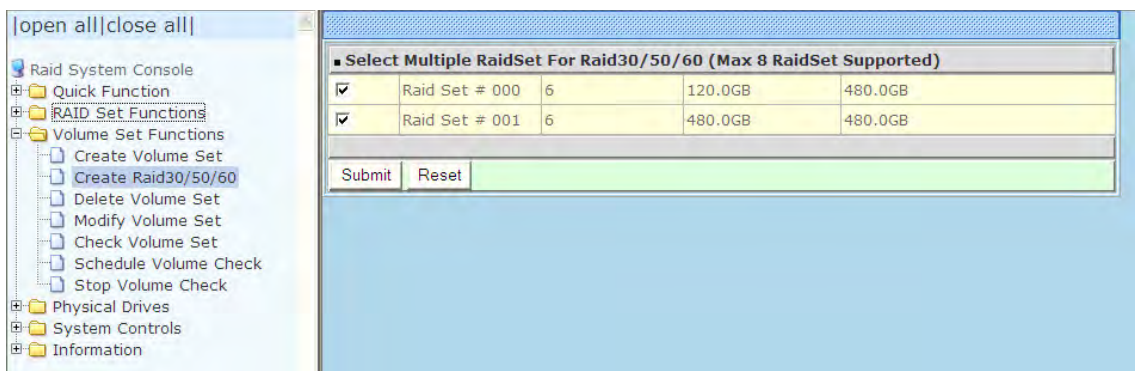 |open all|close all|
Raid System Console
Quick Function
RAID Set Functions
Volume Set Functions
Create Volume Set
Create Raid30/50/60
Delete Volume Set
Modify Volume Set
Check Volume Set
Schedule Volume Check
Stop Volume Check
Physical Drives
System Controls
Information
Select Multiple RaidSet For Raid30/50/60 (Max 8 RaidSet Supported)
Raid Set # 000 6 120.0GB 480.0GB
Raid Set # 001 6 480.0GB 480.0GB
Submit Reset